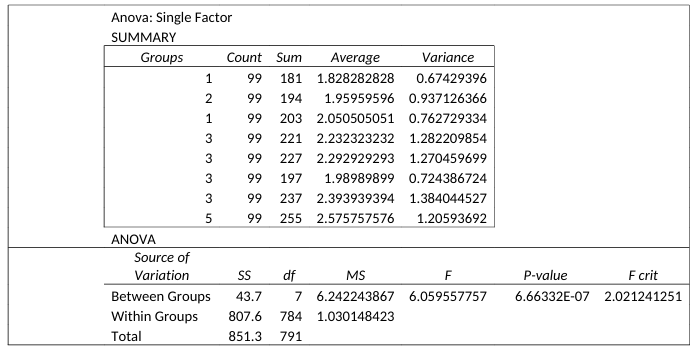 Anova: Single Factor
SUMMARY
Groups Count Sum Average Variance
1 99 181 1.828282828 0.67429396
2 99 194 1.95959596 0.937126366
1 99 203 2.050505051 0.762729334
3 99 221 2.232323232 1.282209854
3 99 227 2.292929293 1.270459699
3 99 197 1.98989899 0.724386724
3 99 237 2.393939394 1.384044527
5 99 255 2.575757576 1.20593692
ANOVA
Source of
Variation SS df MS F P-value F crit
Between Groups 43.7 7 6.242243867 6.059557757 6.66332E-07 2.021241251
Within Groups 807.6 784 1.030148423
Total 851.3 791